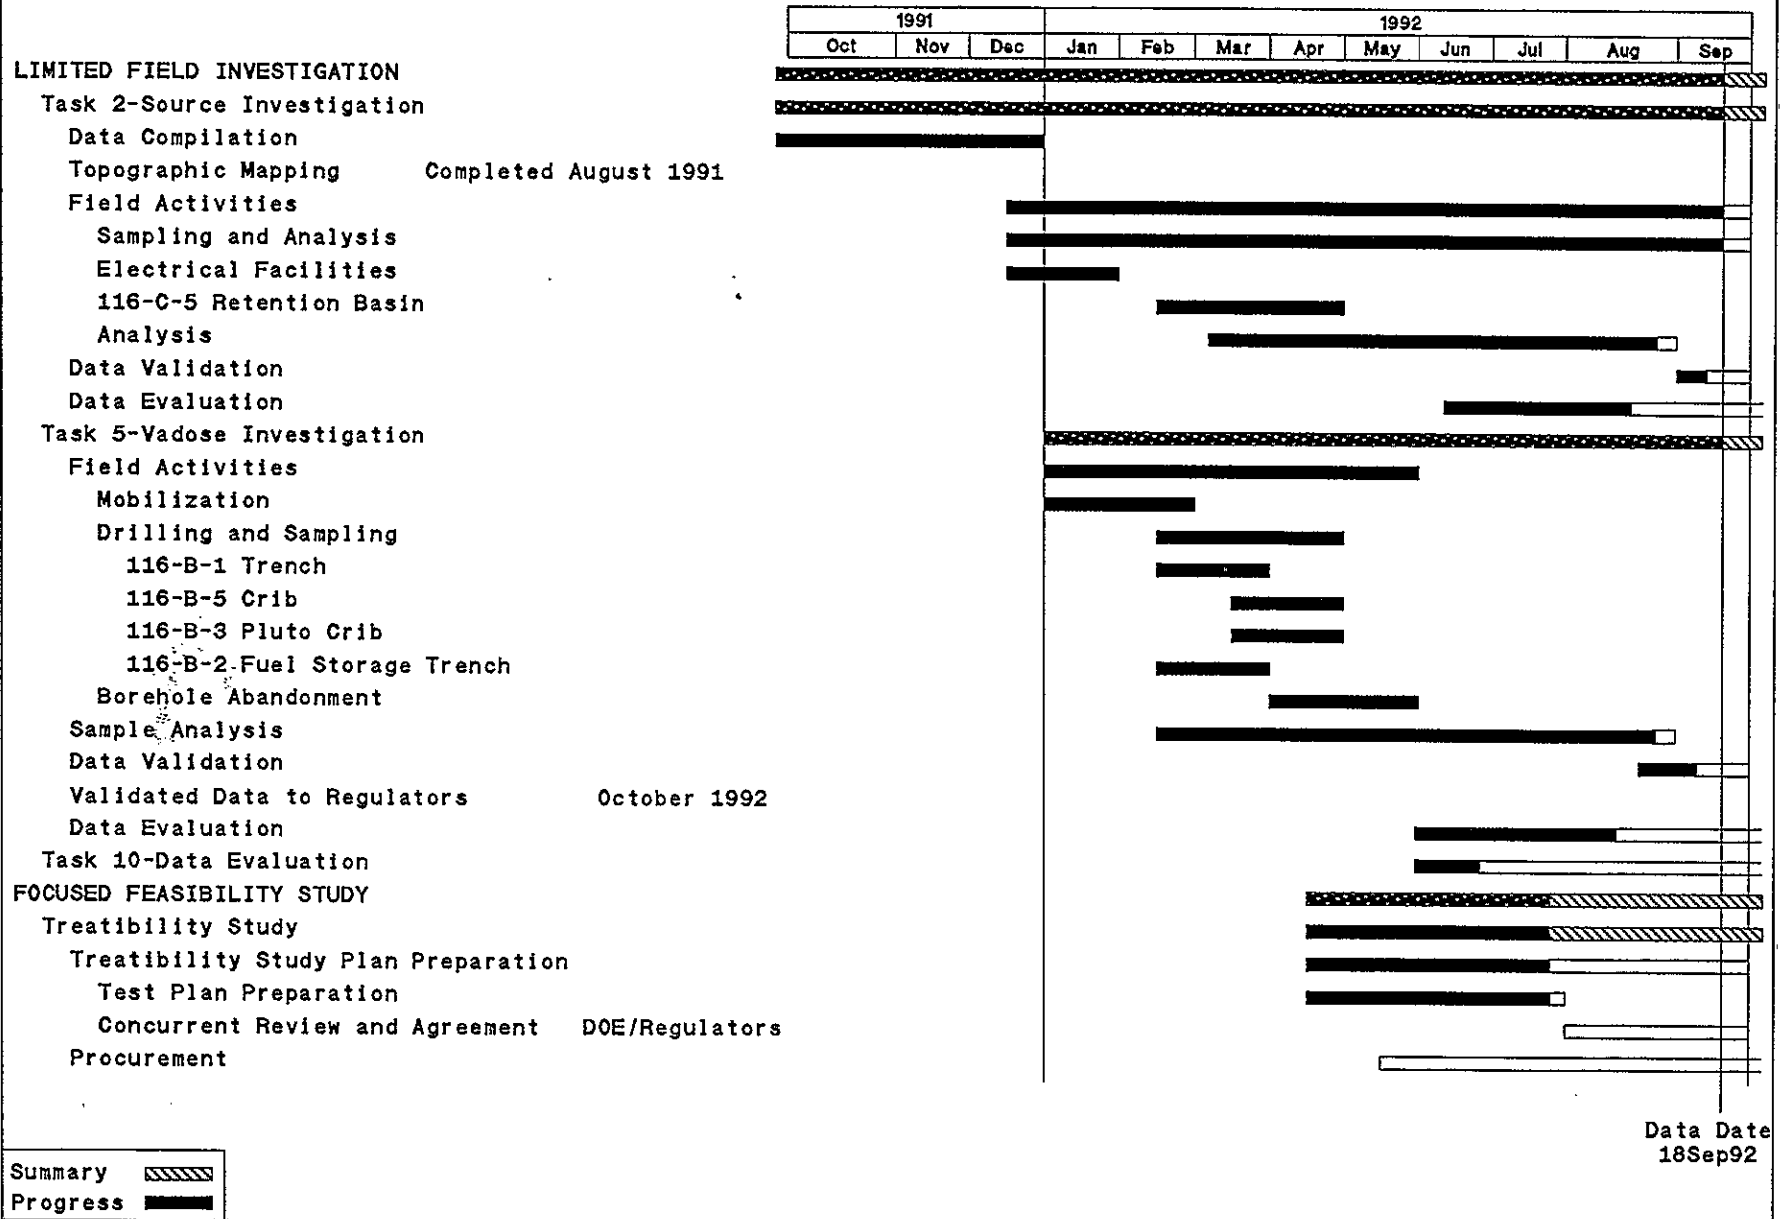 1991 1992
Oct Nov Dec Jan Feb Mar Apr May Jun Jul Aug Sep
LIMITED FIELD INVESTIGATION
Task 2-Source Investigation
Data Compilation
Topographic Mapping Completed August 1991
Field Activities
Sampling and Analysis
Electrical Facilities
116-C-5 Retention Basin
Analysis
Data Validation
Data Evaluation
Task 5-Vadose Investigation
Field Activities
Mobilization
Drilling and Sampling
116-B-1 Trench
116-B-5 Crib
116-B-3 Pluto Crib
116-B-2 Fuel Storage Trench
Borehole Abandonment
Sample Analysis
Data Validation
Validated Data to Regulators October 1992
Data Evaluation
Task 10-Data Evaluation
FOCUSED FEASIBILITY STUDY
Treatibility Study
Treatibility Study Plan Preparation
Test Plan Preparation
Concurrent Review and Agreement DOE/Regulators
Procurement
Data Date
18Sep92
Summary
Progress